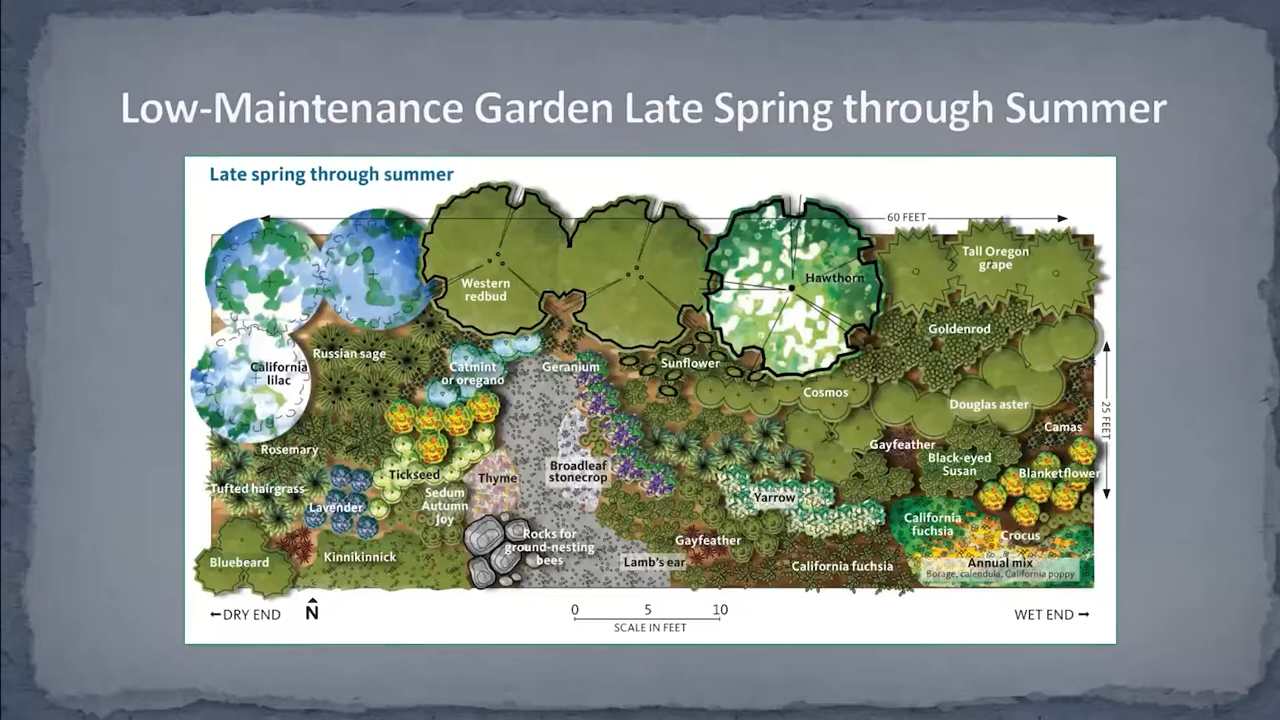 Low-Maintenance Garden Late Spring through Summer
Late spring through summer
60 FEET
Tall Oregon
grape
Hawthorn
Western
redbud
Goldenrod
Russian sage
Sunflower
California
lilac
Catmint
or oregano
Geranium
Cosmos
Douglas aster
25 FEET
Camas
Rosemary
Gayfeather
Black-eyed
Susan
Tickseed
Thyme
Broadleaf
stonecrop
Blanketflower
Tufted hairgrass
Sedum
Autumn
Joy
Yarrow
Lavender
California
fuchsia
Crocus
Rocks for
ground-nesting
bees
Gayfeather
Bluebeard
Kinnikinnick
Lamb's ear
California fuchsia
Annual mix
Borage, calendula, California poppy
←DRY END
N
0 5 10
SCALE IN FEET
WET END →